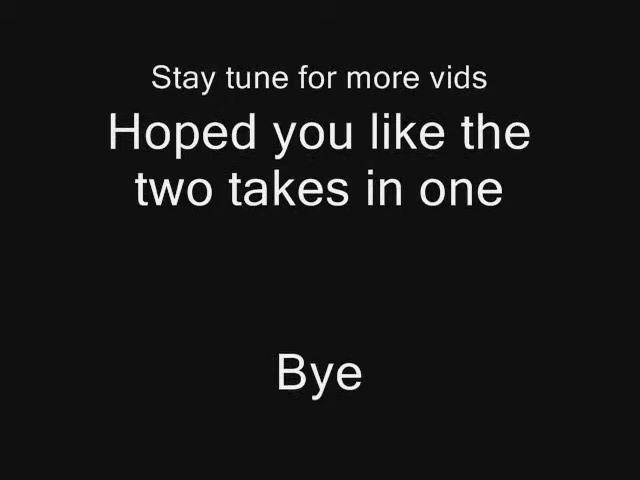 Stay tune for more vids
Hoped you like the
two takes in one
Bye